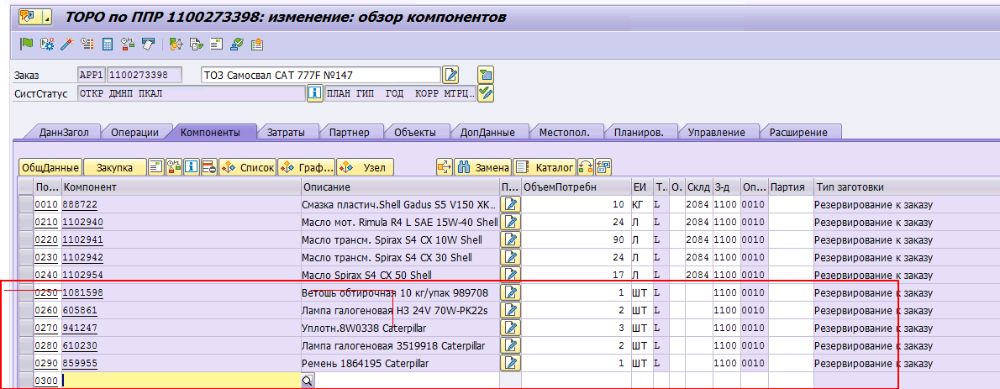 ТОРО по ППР 1100273398: изменение: обзор компонентов
Заказ APP1 1100273398 ТО3 Самосвал САТ 777F №147
СистСтатус ОТКР ДМНП ПКАЛ ПЛАН ГИП ГОД КОРР МТРЦ…
ДаннЗагол Операции Компоненты Затраты Партнер Объекты ДопДанные Местопол. Планиров. Управление Расширение
ОбщДанные Закупка Список Граф… Узел Замена Каталог
По… Компонент Описание П… ОбъемПотребн ЕИ Т.. О. Склд З-д Оп… Партия Тип заготовки
0010 888722 Смазка пластич.Shell Gadus S5 V150 XK… 10 КГ L 2084 1100 0010 Резервирование к заказу
0210 1102940 Масло мот. Rimula R4 L SAE 15W-40 Shell 24 Л L 2084 1100 0010 Резервирование к заказу
0220 1102941 Масло трансм. Spirax S4 CX 10W Shell 90 Л L 2084 1100 0010 Резервирование к заказу
0230 1102942 Масло трансм. Spirax S4 CX 30 Shell 24 Л L 2084 1100 0010 Резервирование к заказу
0240 1102954 Масло Spirax S4 CX 50 Shell 17 Л L 2084 1100 0010 Резервирование к заказу
0250 1081598 Ветошь обтирочная 10 кг/упак 989708 1 ШТ L 1100 0010 Резервирование к заказу
0260 605861 Лампа галогеновая H3 24V 70W-PK22s 2 ШТ L 1100 0010 Резервирование к заказу
0270 941247 Уплотн.8W0338 Caterpillar 3 ШТ L 1100 0010 Резервирование к заказу
0280 610230 Лампа галогеновая 3519918 Caterpillar 2 ШТ L 1100 0010 Резервирование к заказу
0290 859955 Ремень 1864195 Caterpillar 1 ШТ L 1100 0010 Резервирование к заказу
0300